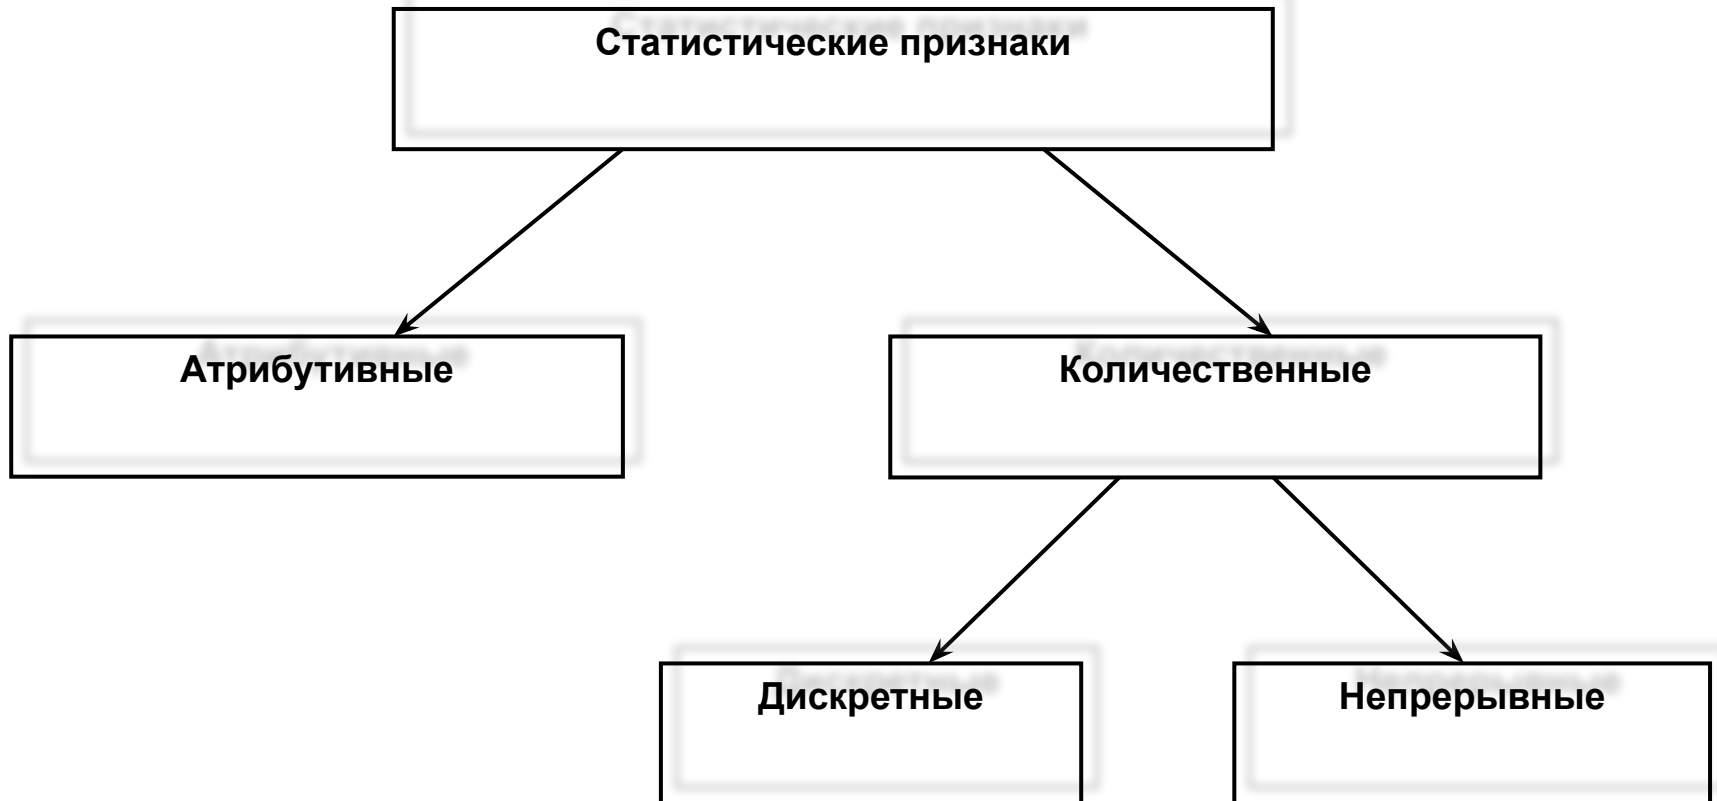 Статистические признаки
Атрибутивные
Количественные
Дискретные
Непрерывные